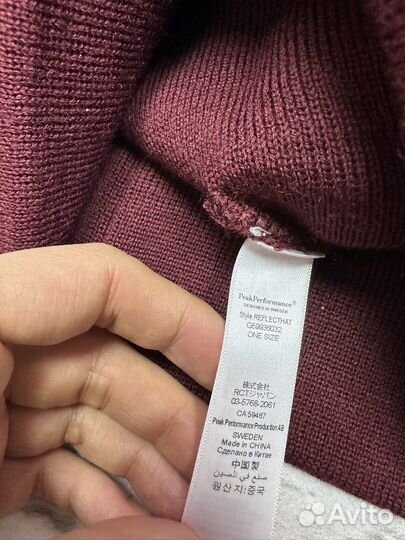 PeakPerformance®
DESIGNED IN SWEDEN
Style REFLECTHAT
G59936032
ONE SIZE
株式会社
RCTジャパン
03-5768-2061
CA 59467
Peak Performance Production AB
SWEDEN
Made in CHINA
Сделано в Китае
中国製
صنع في الصين
원산지:중국
Avito